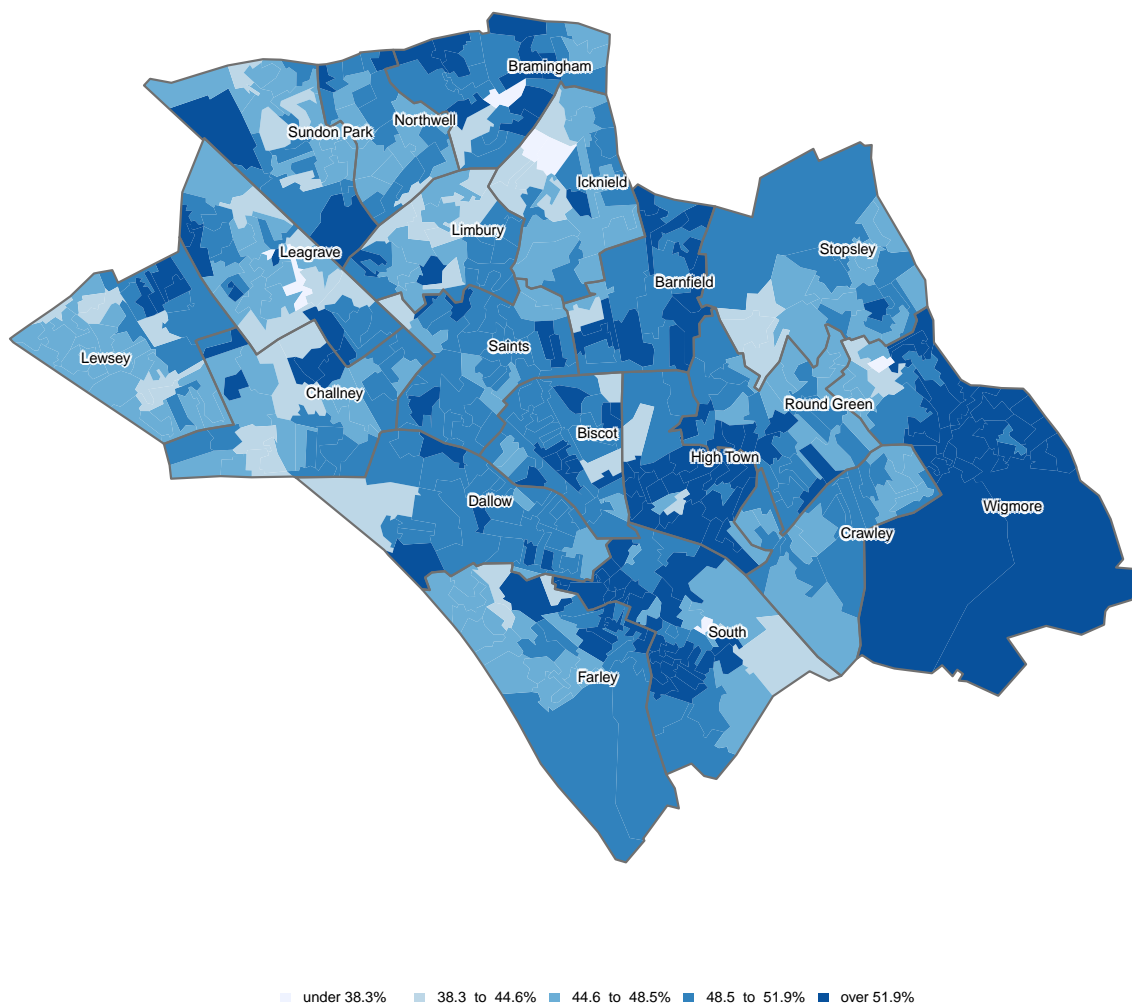 Bramingham
Northwell
Sundon Park
Icknield
Limbury
Stopsley
Leagrave
Barnfield
Saints
Lewsey
Challney
Round Green
Biscot
High Town
Dallow
Wigmore
Crawley
South
Farley
under 38.3% 38.3 to 44.6% 44.6 to 48.5% 48.5 to 51.9% over 51.9%